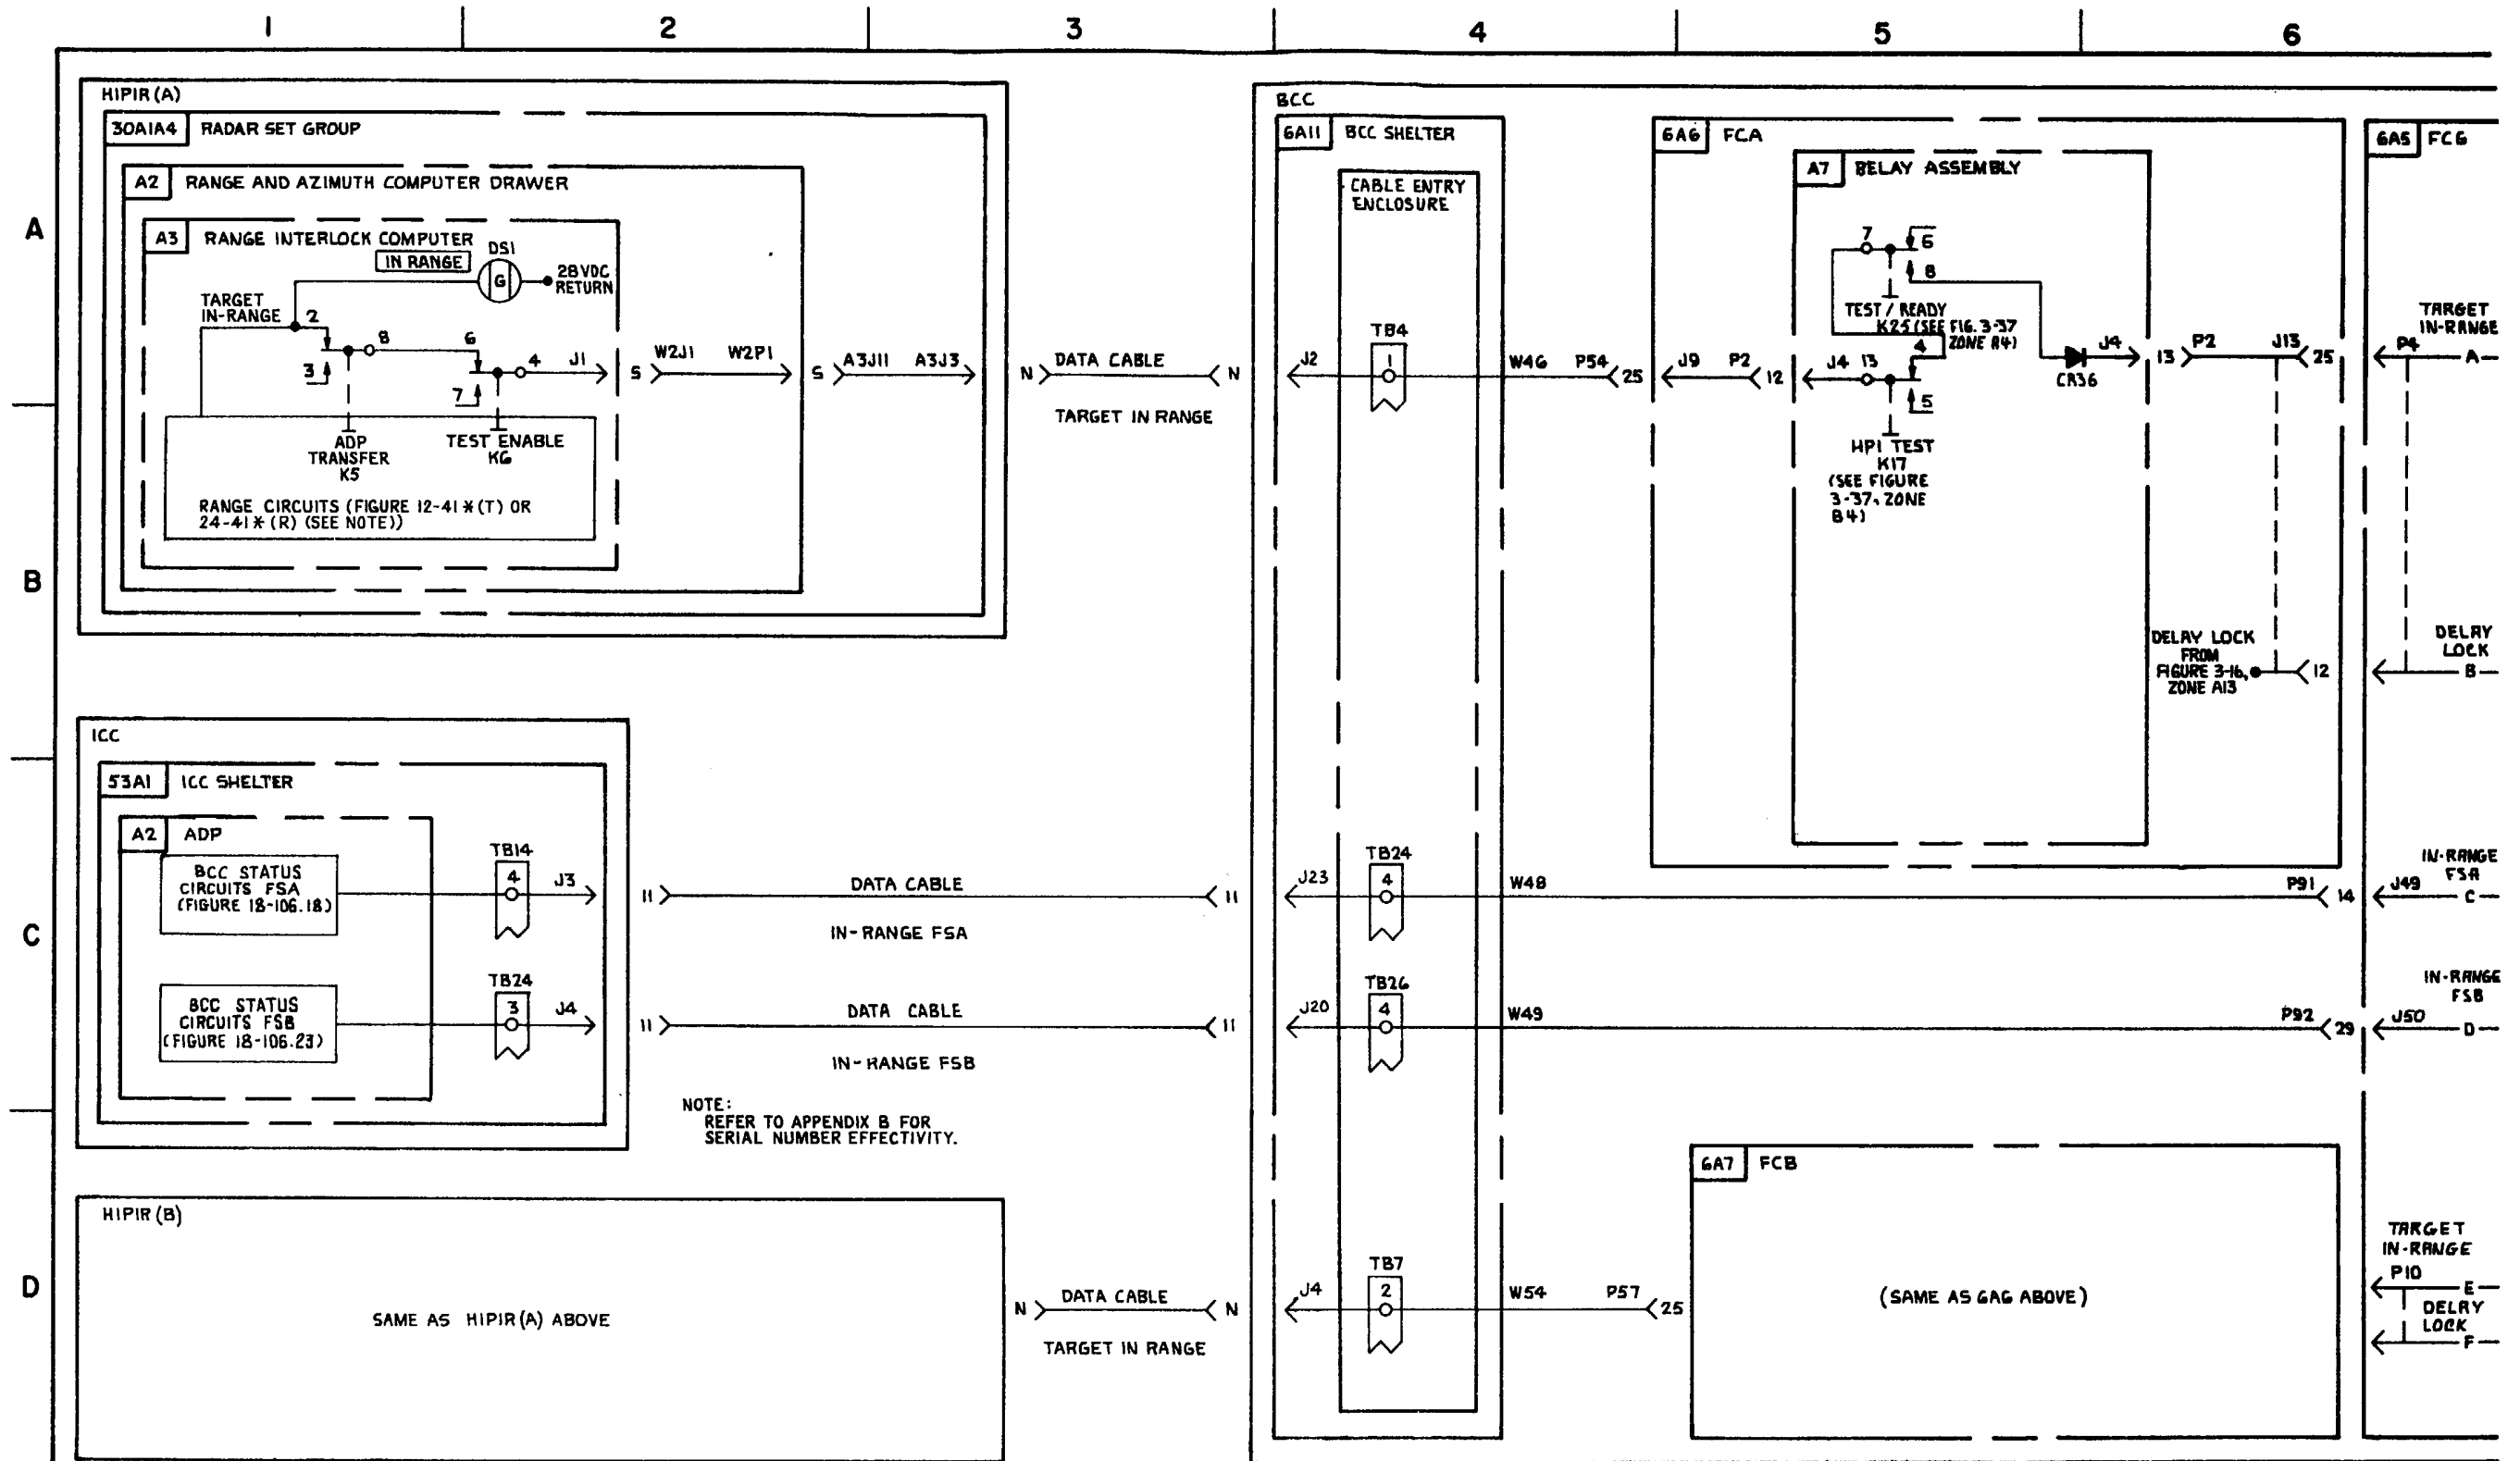 1
2
3
4
5
6
A
B
C
D
HIPIR (A)
30A1A4 RADAR SET GROUP
A2 RANGE AND AZIMUTH COMPUTER DRAWER
A3 RANGE INTERLOCK COMPUTER
IN RANGE
DS1
G
28 VDC
RETURN
TARGET
IN-RANGE
2
8
3
6
4
7
J1
ADP
TRANSFER
K5
TEST ENABLE
K6
RANGE CIRCUITS (FIGURE 12-41 * (T) OR
24-41 * (R) (SEE NOTE))
S
W2J1
W2P1
S
A3J11
A3J3
N
DATA CABLE
N
TARGET IN RANGE
BCC
6A11 BCC SHELTER
CABLE ENTRY
ENCLOSURE
J2
TB4
1
W46
P54
25
6A6 FCA
J9
P2
12
A7 BELAY ASSEMBLY
7
6
8
TEST / READY
K25 (SEE FIG. 3-37
ZONE A4)
4
J4
13
5
HPI TEST
K17
(SEE FIGURE
3-37, ZONE
B4)
CR36
J4
13
P2
J13
25
DELAY LOCK
FROM
FIGURE 3-16,
ZONE A13
12
6A5 FCG
TARGET
IN-RANGE
P4
A
DELAY
LOCK
B
ICC
53A1 ICC SHELTER
A2 ADP
BCC STATUS
CIRCUITS FSA
(FIGURE 18-106.18)
TB14
4
J3
11
DATA CABLE
11
IN-RANGE FSA
J23
TB24
4
W48
P91
14
J49
IN-RANGE
FSA
C
BCC STATUS
CIRCUITS FSB
(FIGURE 18-106.23)
TB24
3
J4
11
DATA CABLE
11
IN-RANGE FSB
J20
TB26
4
W49
P92
29
J50
IN-RANGE
FSB
D
NOTE:
REFER TO APPENDIX B FOR
SERIAL NUMBER EFFECTIVITY.
HIPIR (B)
SAME AS HIPIR (A) ABOVE
N
DATA CABLE
N
TARGET IN RANGE
J4
TB7
2
W54
P57
25
6A7 FCB
(SAME AS 6A6 ABOVE)
TARGET
IN-RANGE
P10
E
DELAY
LOCK
F